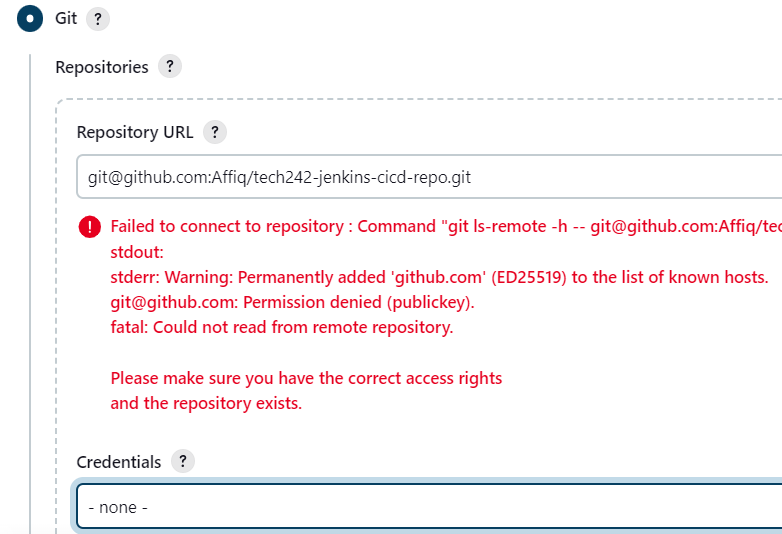 Git ?
Repositories ?
Repository URL ?
git@github.com:Affiq/tech242-jenkins-cicd-repo.git
! Failed to connect to repository : Command "git ls-remote -h -- git@github.com:Affiq/te
stdout:
stderr: Warning: Permanently added 'github.com' (ED25519) to the list of known hosts.
git@github.com: Permission denied (publickey).
fatal: Could not read from remote repository.
Please make sure you have the correct access rights
and the repository exists.
Credentials ?
- none -